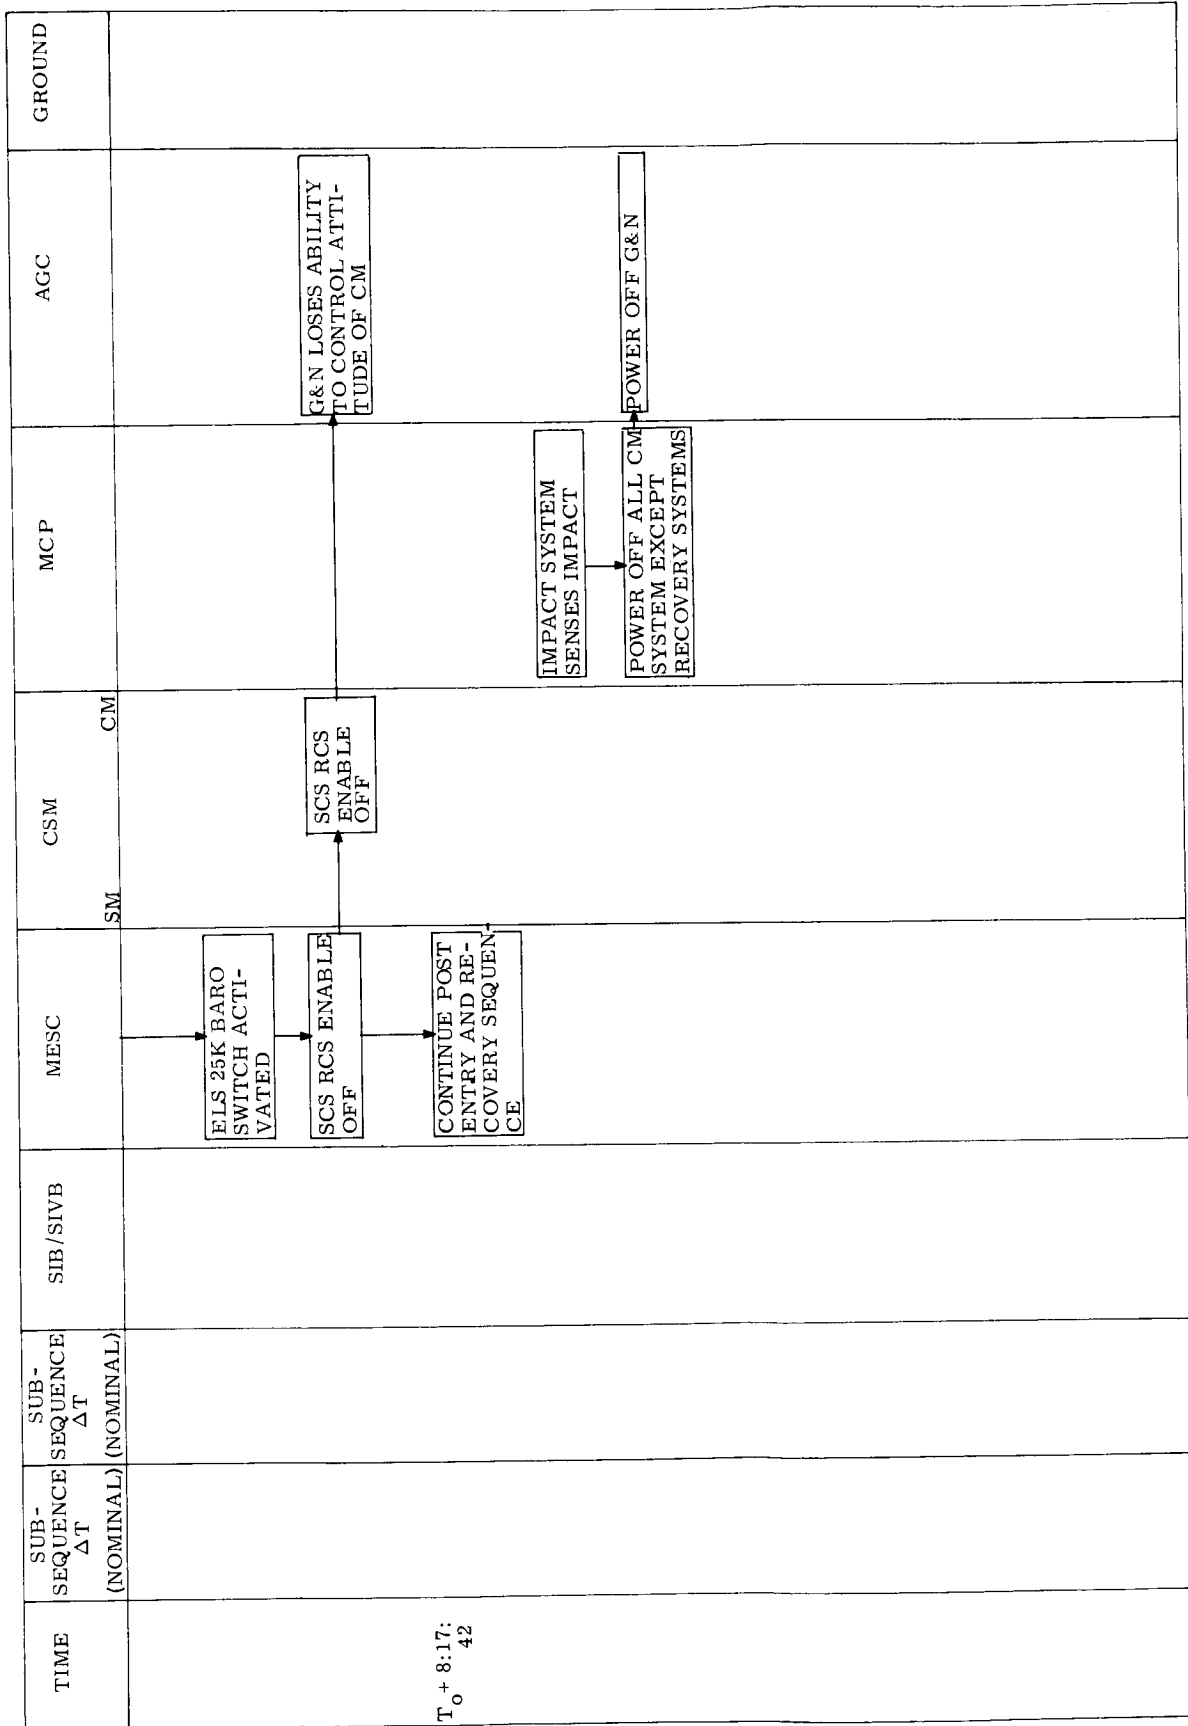 TIME
SUB-
SEQUENCE
ΔT
(NOMINAL)
SUB-
SEQUENCE
ΔT
(NOMINAL)
SIB/SIVB
MESC
CSM
SM
CM
MCP
AGC
GROUND
ELS 25K BARO
SWITCH ACTI-
VATED
SCS RCS ENABLE
OFF
SCS RCS
ENABLE
OFF
G&N LOSES ABILITY
TO CONTROL ATTI-
TUDE OF CM
To + 8:17:
42
CONTINUE POST
ENTRY AND RE-
COVERY SEQUEN
CE
IMPACT SYSTEM
SENSES IMPACT
POWER OFF ALL CM
SYSTEM EXCEPT
RECOVERY SYSTEMS
POWER OFF G&N